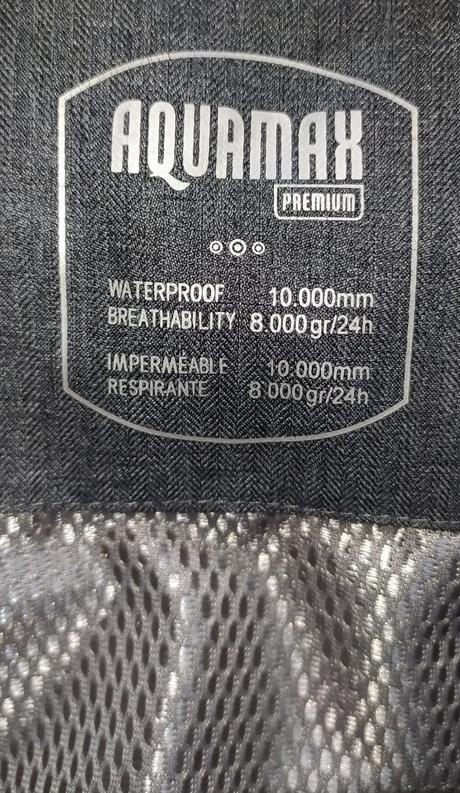 AQUAMAX
PREMIUM
WATERPROOF 10.000mm
BREATHABILITY 8.000gr/24h
IMPERMÉABLE 10.000mm
RESPIRANTE 8.000gr/24h